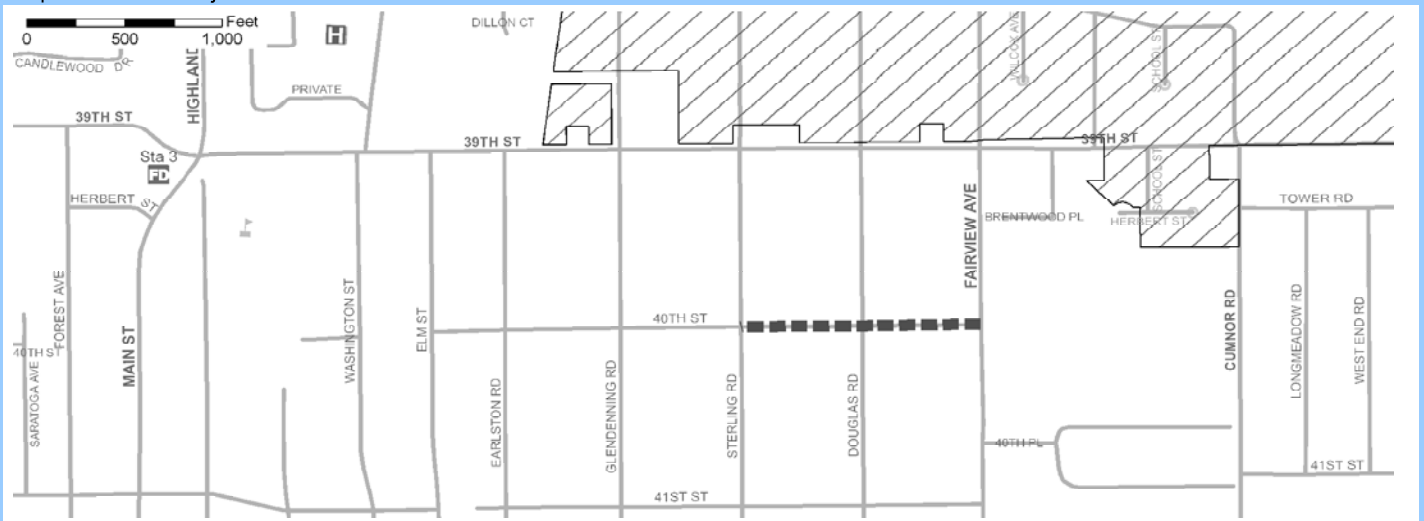 Feet
0 500 1,000
DILLON CT
H
CANDLEWOOD DR
HIGHLAND
PRIVATE
WILCOX AVE
SCHOOL ST
39TH ST
39TH ST
39TH ST
Sta 3
FD
HERBERT ST
SCHOOL ST
BRENTWOOD PL
HERBERT ST
TOWER RD
FOREST AVE
MAIN ST
WASHINGTON ST
ELM ST
FAIRVIEW AVE
CUMNOR RD
LONGMEADOW RD
WEST END RD
40TH ST
40TH ST
SARATOGA AVE
EARLSTON RD
GLENDENNING RD
STERLING RD
DOUGLAS RD
40TH PL
41ST ST
41ST ST